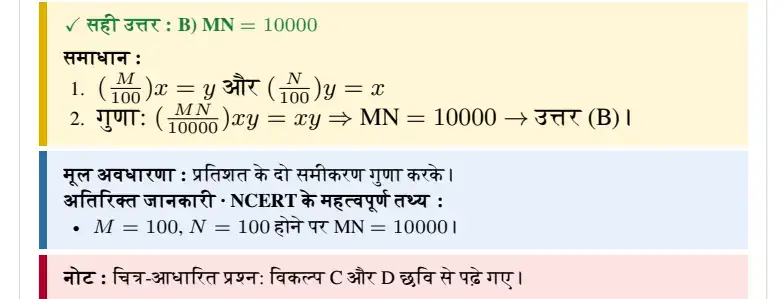 ✓ सही उत्तर : B) MN = 10000
समाधान :
1. (M/100)x = y और (N/100)y = x
2. गुणा: (MN/10000)xy = xy ⇒ MN = 10000 → उत्तर (B)।
मूल अवधारणा : प्रतिशत के दो समीकरण गुणा करके।
अतिरिक्त जानकारी · NCERT के महत्वपूर्ण तथ्य :
• M = 100, N = 100 होने पर MN = 10000।
नोट : चित्र-आधारित प्रश्न: विकल्प C और D छवि से पढ़े गए।